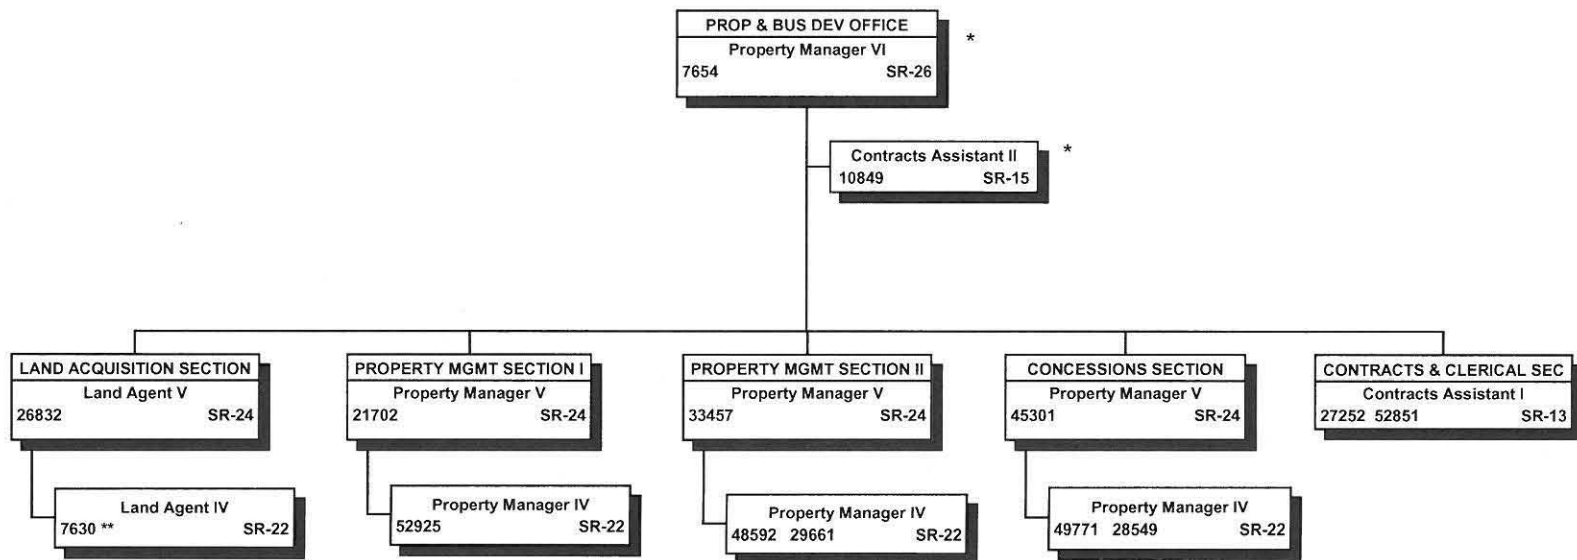 PROP & BUS DEV OFFICE
Property Manager VI
7654 SR-26
*
Contracts Assistant II
10849 SR-15
*
LAND ACQUISITION SECTION
Land Agent V
26832 SR-24
PROPERTY MGMT SECTION I
Property Manager V
21702 SR-24
PROPERTY MGMT SECTION II
Property Manager V
33457 SR-24
CONCESSIONS SECTION
Property Manager V
45301 SR-24
CONTRACTS & CLERICAL SEC
Contracts Assistant I
27252 52851 SR-13
Land Agent IV
7630 ** SR-22
Property Manager IV
52925 SR-22
Property Manager IV
48592 29661 SR-22
Property Manager IV
49771 28549 SR-22